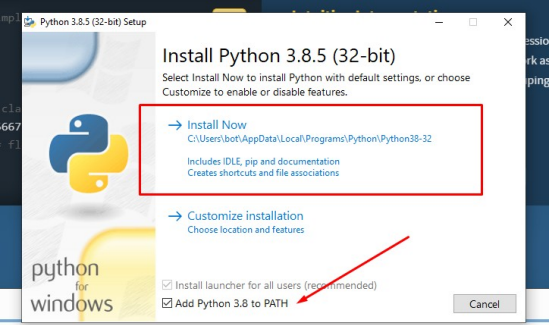 Python 3.8.5 (32-bit) Setup
Install Python 3.8.5 (32-bit)
Select Install Now to install Python with default settings, or choose
Customize to enable or disable features.
Install Now
C:\Users\bot\AppData\Local\Programs\Python\Python38-32
Includes IDLE, pip and documentation
Creates shortcuts and file associations
Customize installation
Choose location and features
python
for
windows
Install launcher for all users (recommended)
Add Python 3.8 to PATH
Cancel